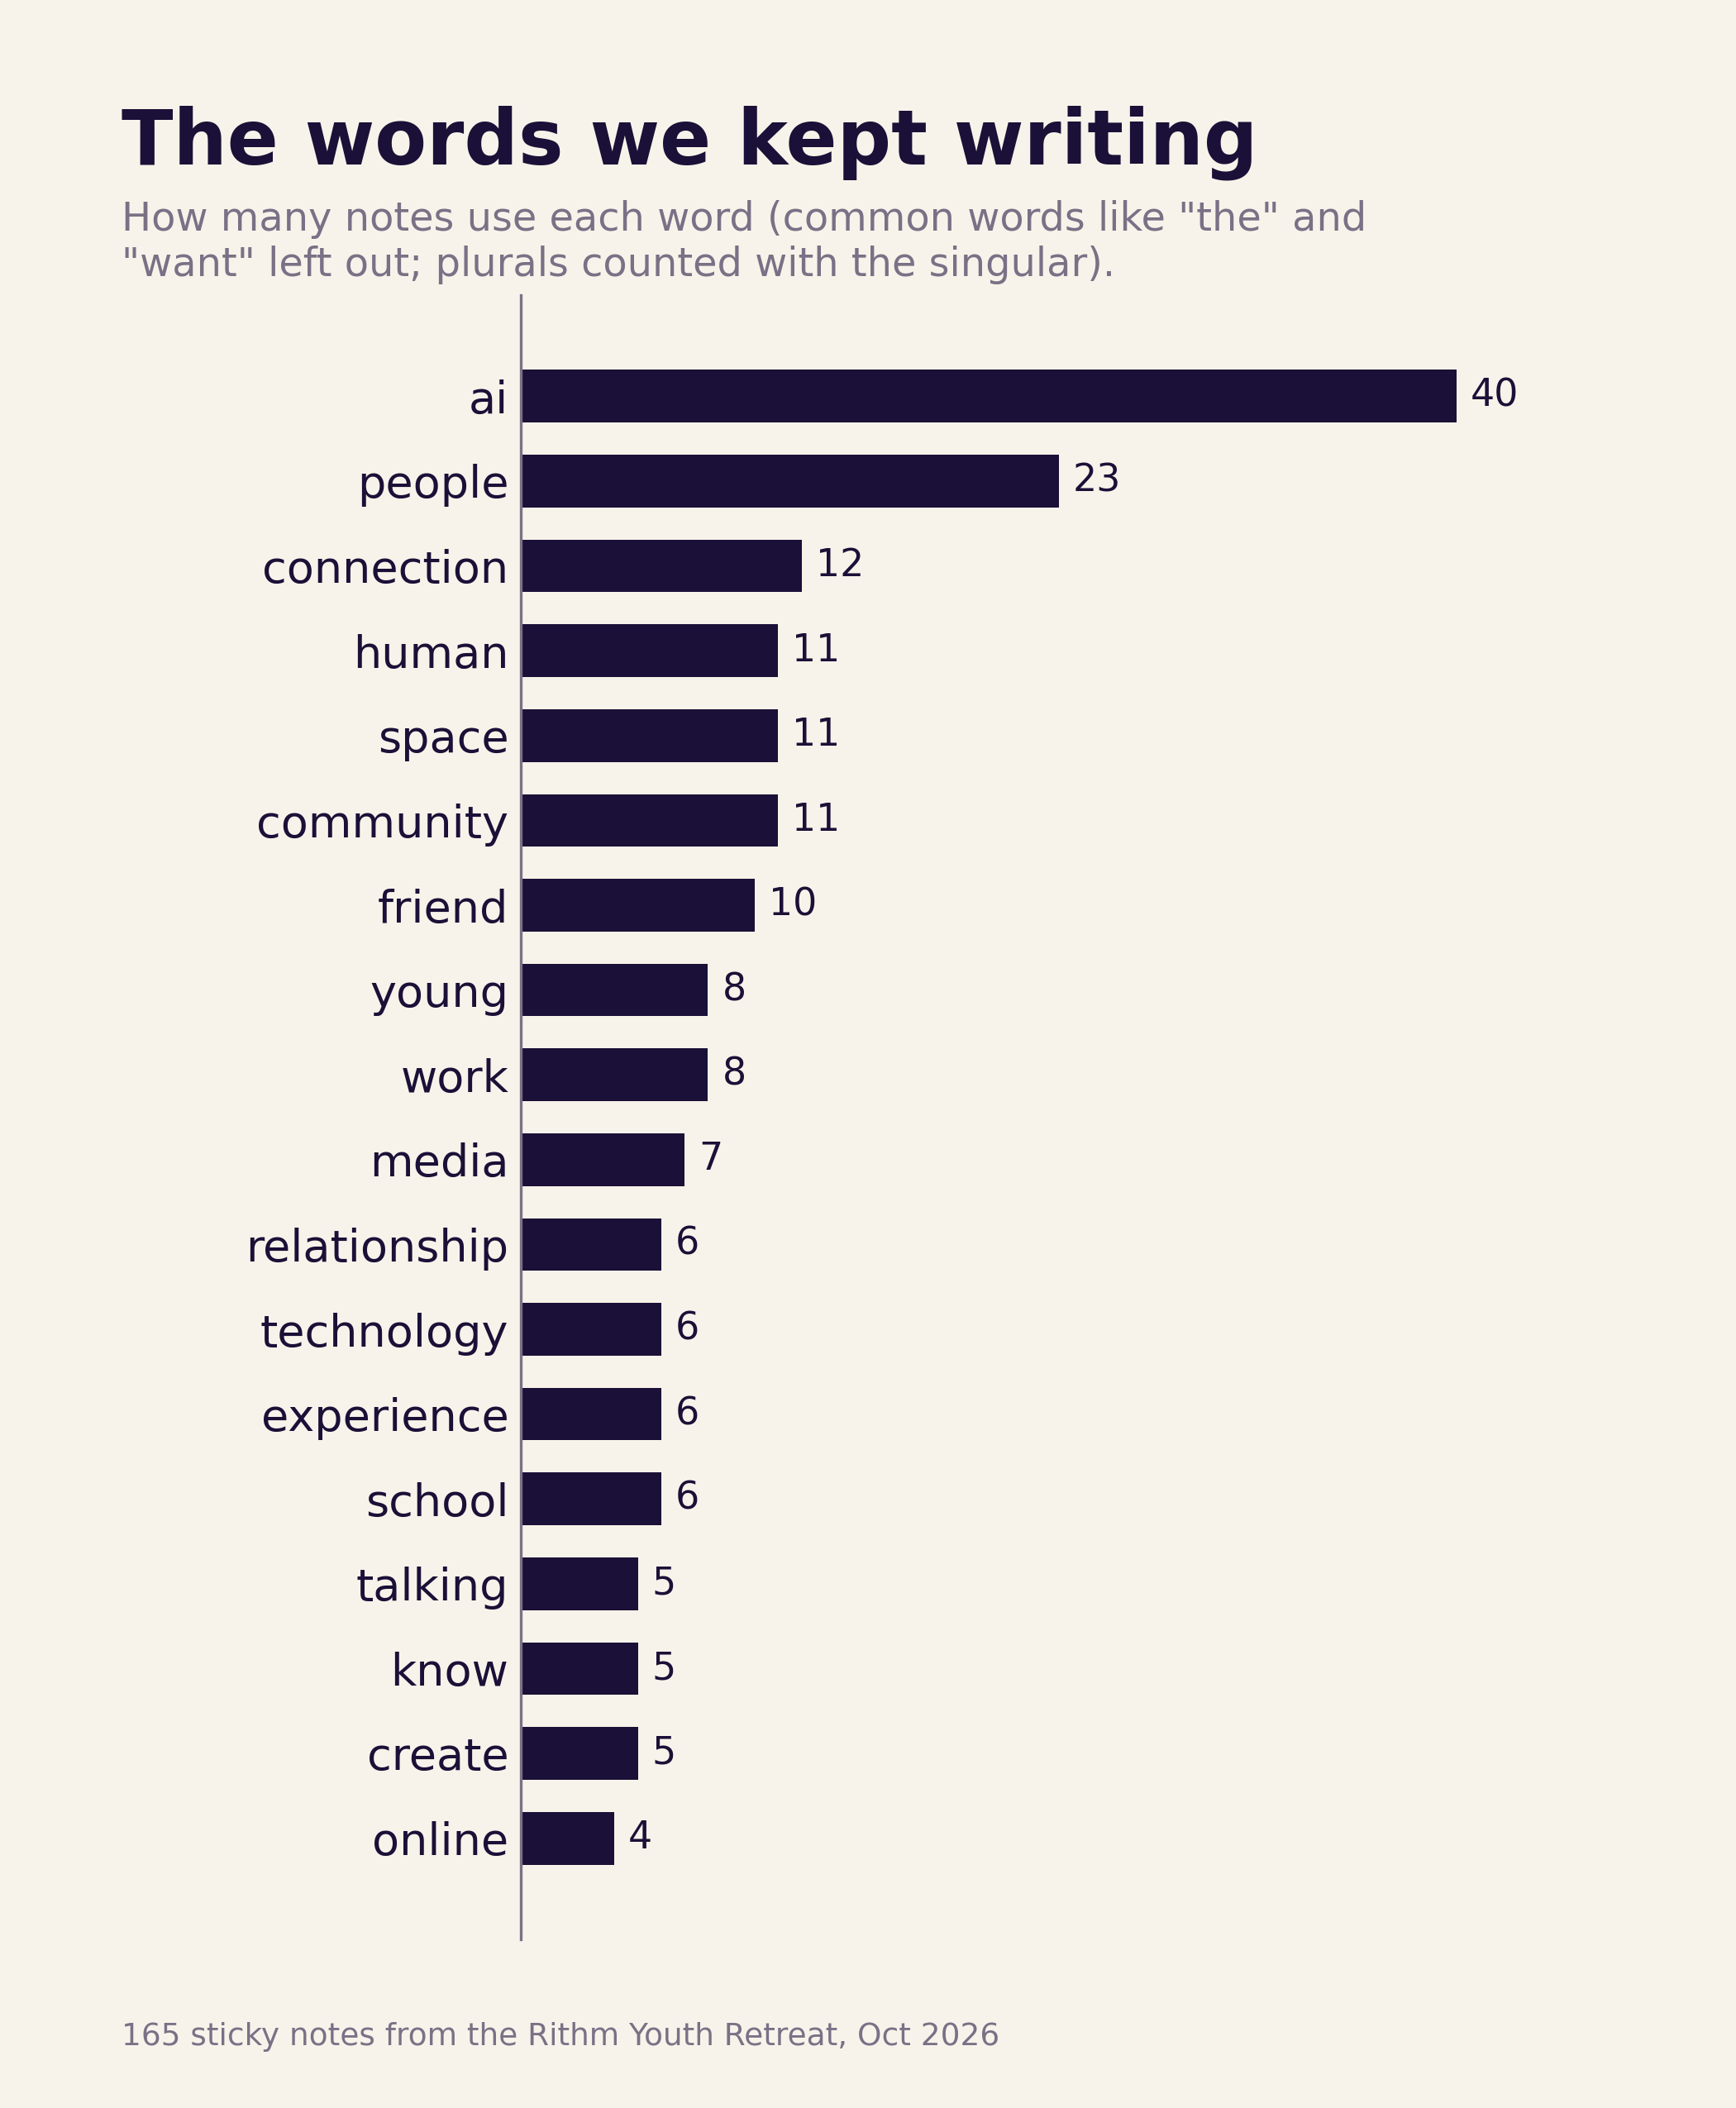 The words we kept writing
How many notes use each word (common words like "the" and
"want" left out; plurals counted with the singular).
ai 40
people 23
connection 12
human 11
space 11
community 11
friend 10
young 8
work 8
media 7
relationship 6
technology 6
experience 6
school 6
talking 5
know 5
create 5
online 4
165 sticky notes from the Rithm Youth Retreat, Oct 2026